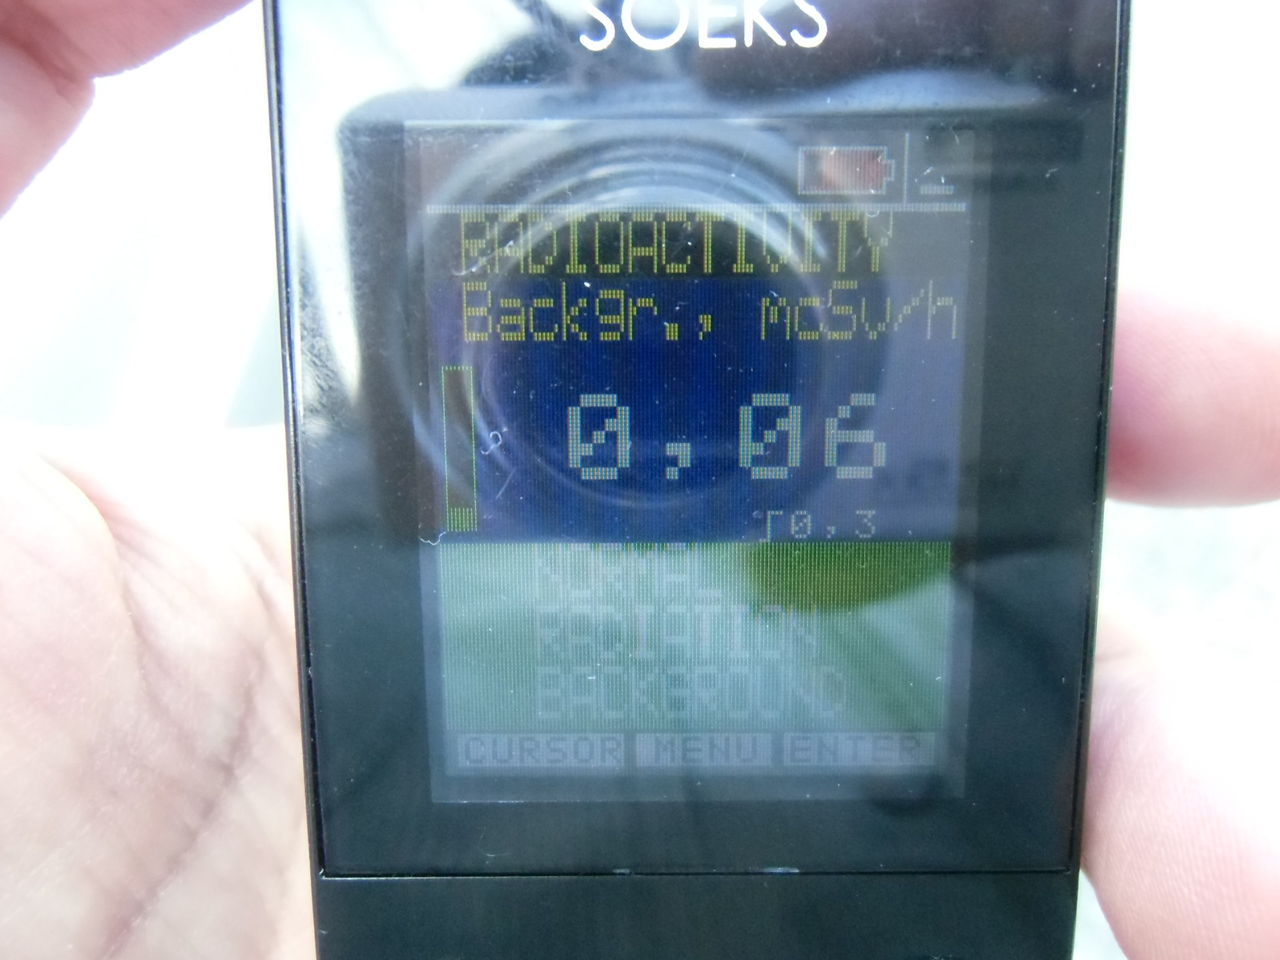 SOEKS
RADIOACTIVITY
Backgr., mcSv/h
0,06
0,3
NORMAL
RADIATION
BACKGROUND
CURSOR MENU ENTER